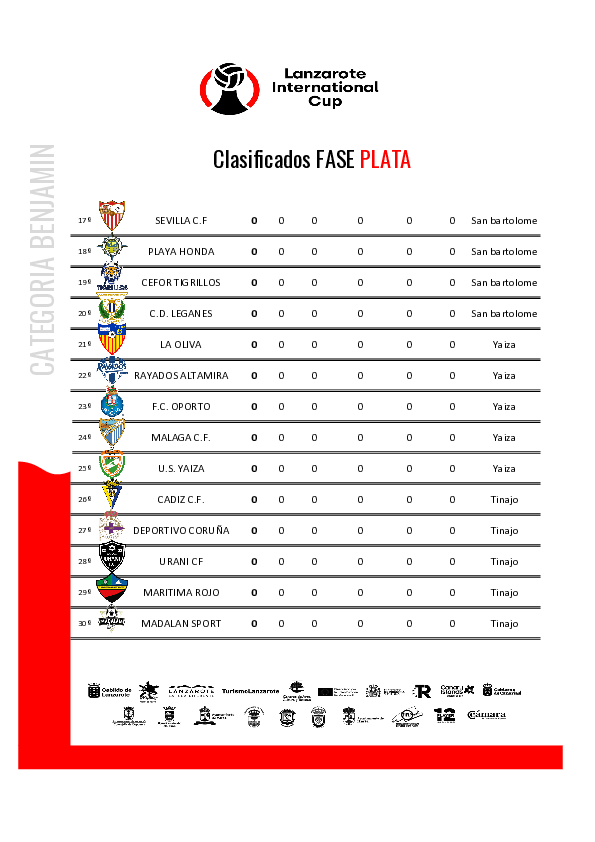 Lanzarote
International
Cup
Clasificados FASE PLATA
CATEGORIA BENJAMIN
17º SEVILLA C.F 0 0 0 0 0 0 San bartolome
18º PLAYA HONDA 0 0 0 0 0 0 San bartolome
19º CEFOR TIGRILLOS 0 0 0 0 0 0 San bartolome
20º C.D. LEGANES 0 0 0 0 0 0 San bartolome
21º LA OLIVA 0 0 0 0 0 0 Yaiza
22º RAYADOS ALTAMIRA 0 0 0 0 0 0 Yaiza
23º F.C. OPORTO 0 0 0 0 0 0 Yaiza
24º MALAGA C.F. 0 0 0 0 0 0 Yaiza
25º U.S. YAIZA 0 0 0 0 0 0 Yaiza
26º CADIZ C.F. 0 0 0 0 0 0 Tinajo
27º DEPORTIVO CORUÑA 0 0 0 0 0 0 Tinajo
28º URANI CF 0 0 0 0 0 0 Tinajo
29º MARITIMA ROJO 0 0 0 0 0 0 Tinajo
30º MADALAN SPORT 0 0 0 0 0 0 Tinajo
Cabildo de Lanzarote LANZAROTE TurismoLanzarote Canary Islands Gobierno de Canarias
12 Cámara